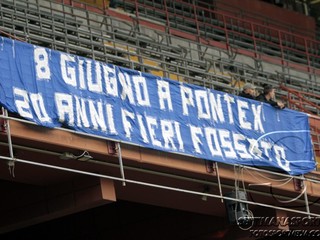 8 GIUGNO A PONTEX
20 ANNI FIERI FOSSATO